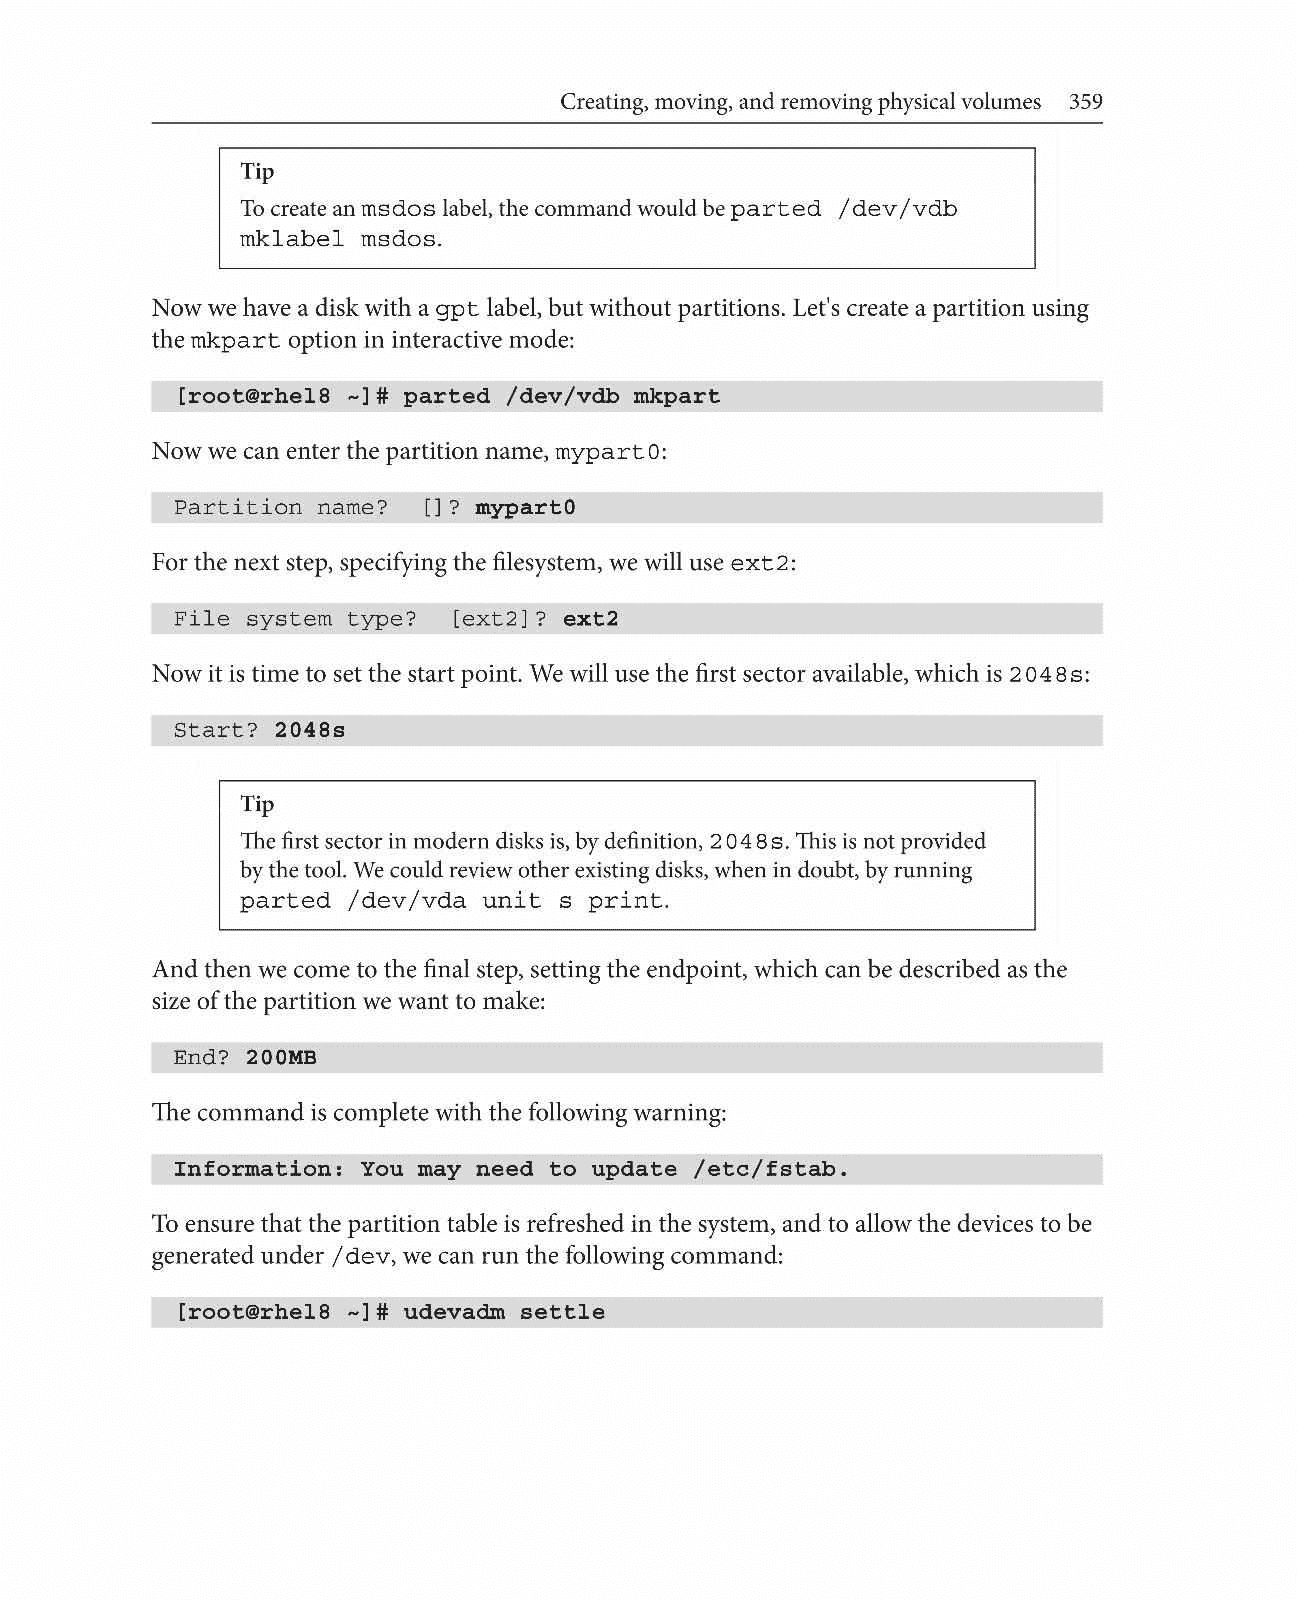 Creating, moving, and removing physical volumes 359
Tip
To create an msdos label, the command would be parted /dev/vdb
mklabel msdos.
Now we have a disk with a gpt label, but without partitions. Let's create a partition using
the mkpart option in interactive mode:
[root@rhel8 ~]# parted /dev/vdb mkpart
Now we can enter the partition name, mypart0:
Partition name?  []? mypart0
For the next step, specifying the filesystem, we will use ext2:
File system type?  [ext2]? ext2
Now it is time to set the start point. We will use the first sector available, which is 2048s:
Start? 2048s
Tip
The first sector in modern disks is, by definition, 2048s. This is not provided
by the tool. We could review other existing disks, when in doubt, by running
parted /dev/vda unit s print.
And then we come to the final step, setting the endpoint, which can be described as the
size of the partition we want to make:
End? 200MB
The command is complete with the following warning:
Information: You may need to update /etc/fstab.
To ensure that the partition table is refreshed in the system, and to allow the devices to be
generated under /dev, we can run the following command:
[root@rhel8 ~]# udevadm settle